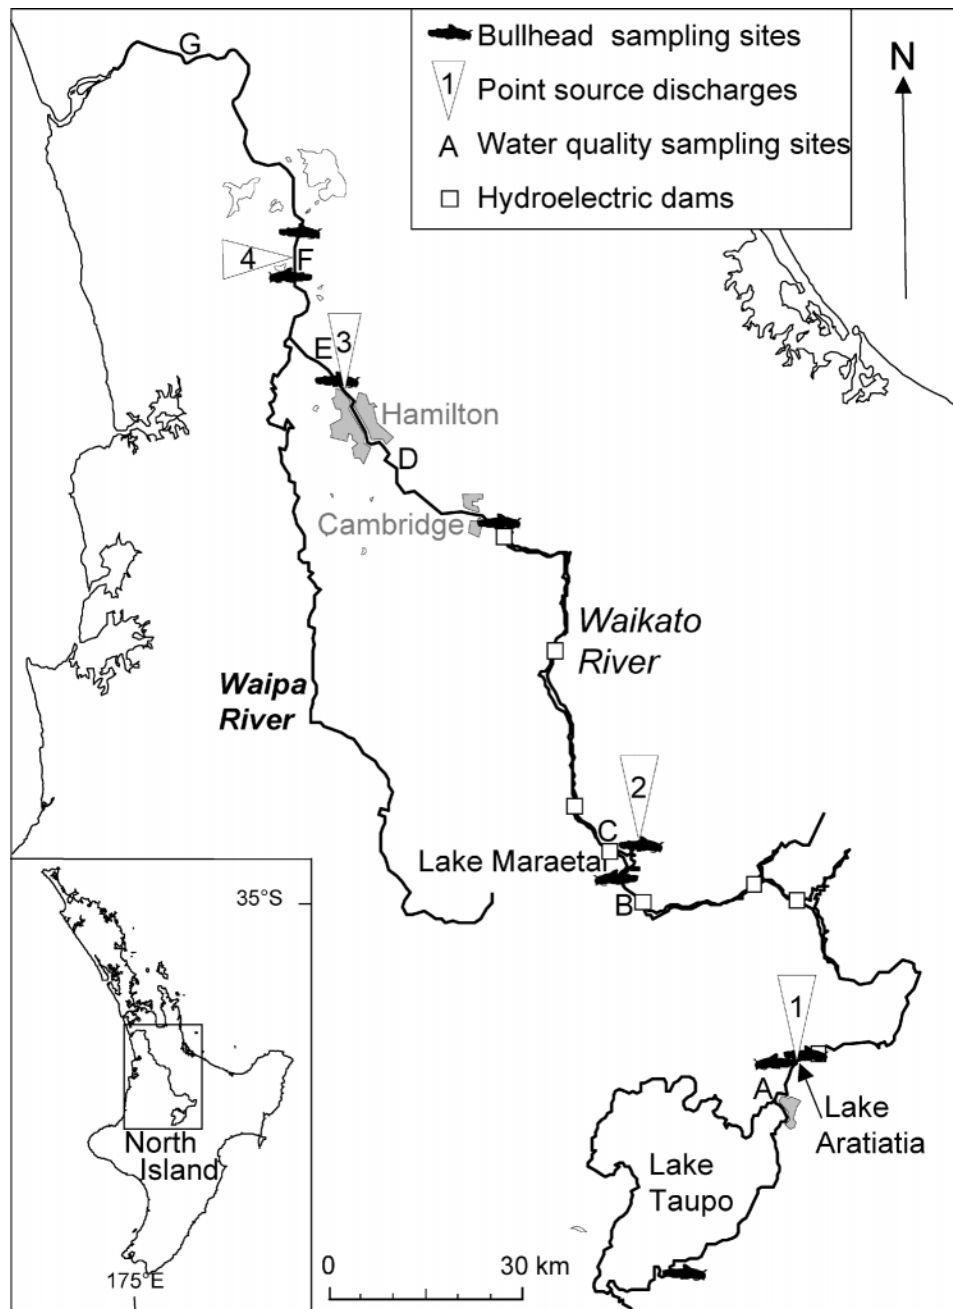 G
Bullhead sampling sites
1
Point source discharges
A
Water quality sampling sites
Hydroelectric dams
N
4
F
3
E
Hamilton
D
Cambridge
Waikato
River
Waipa
River
2
C
Lake Maraetai
B
35°S
1
A
Lake
Aratiatia
Lake
Taupo
North
Island
175°E
0
30 km